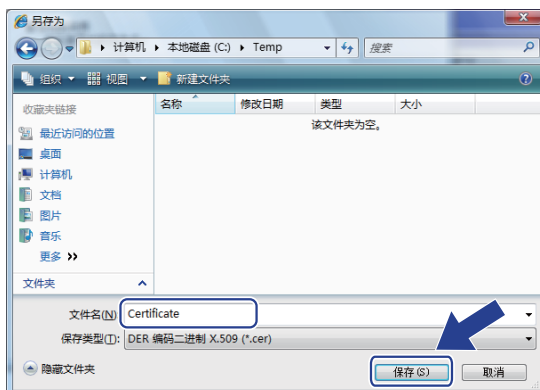 另存为
计算机 本地磁盘 (C:) Temp 搜索
组织 视图 新建文件夹
收藏夹链接 名称 修改日期 类型 大小
该文件夹为空。
最近访问的位置
桌面
计算机
文档
图片
音乐
更多 >>
文件夹
文件名(N): Certificate
保存类型(T): DER 编码二进制 X.509 (*.cer)
隐藏文件夹 保存(S) 取消